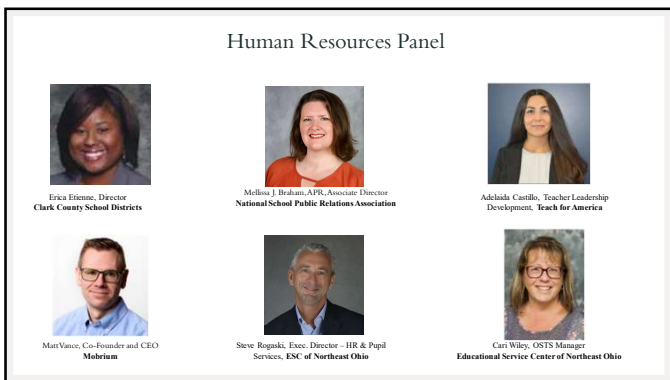 Human Resources Panel
Erica Etienne, Director
Clark County School Districts
Mellissa J. Braham, APR, Associate Director
National School Public Relations Association
Adelaida Castillo, Teacher Leadership
Development, Teach for America
Matt Vance, Co-Founder and CEO
Mobrium
Steve Rogaski, Exec. Director – HR & Pupil
Services, ESC of Northeast Ohio
Cari Wiley, OSTS Manager
Educational Service Center of Northeast Ohio